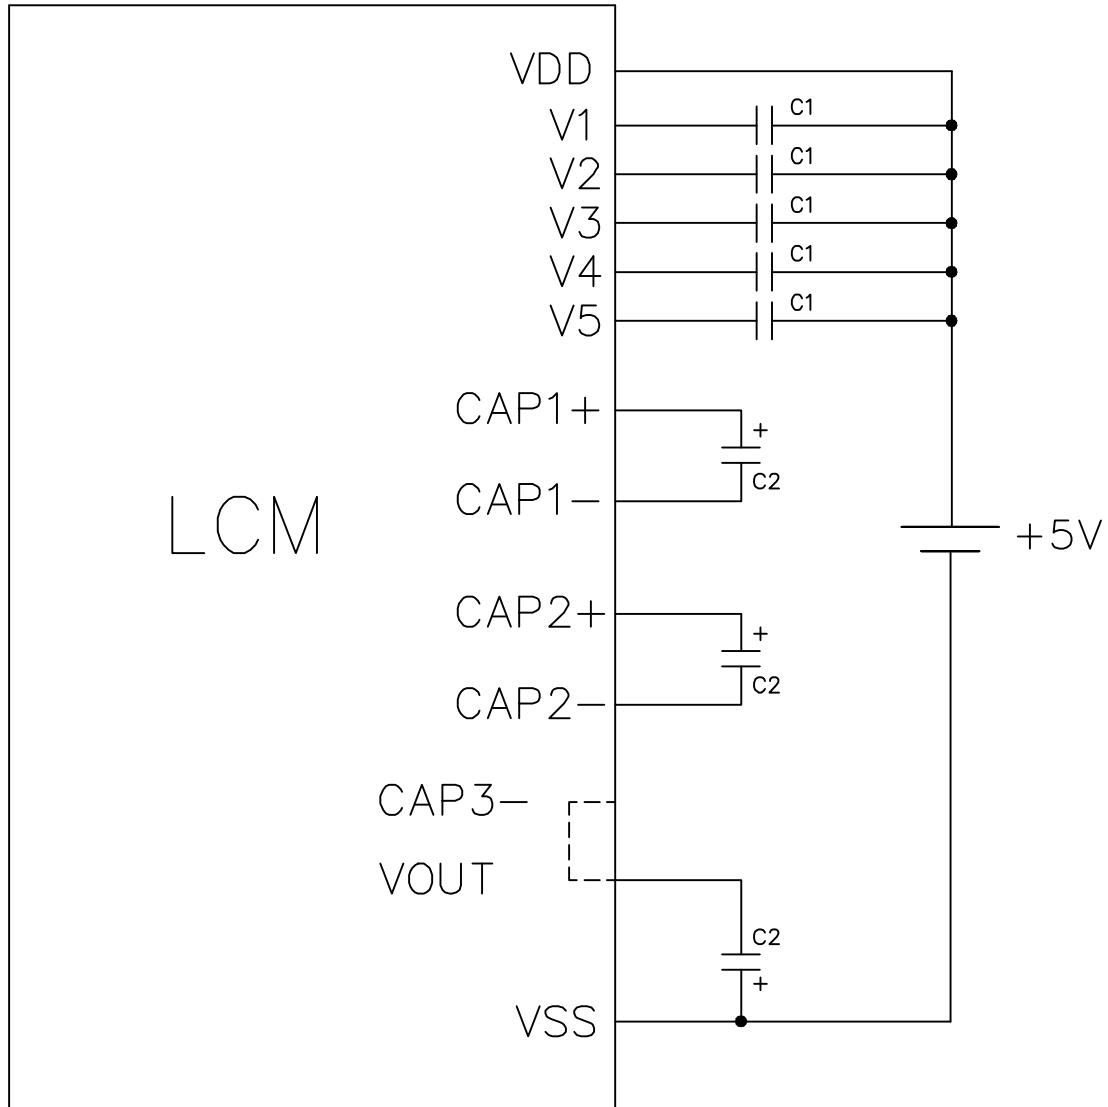 VDD
C1
V1
C1
V2
C1
V3
C1
V4
C1
V5
CAP1+
+
C2
CAP1-
LCM
+5V
CAP2+
+
C2
CAP2-
CAP3-
VOUT
C2
+
VSS